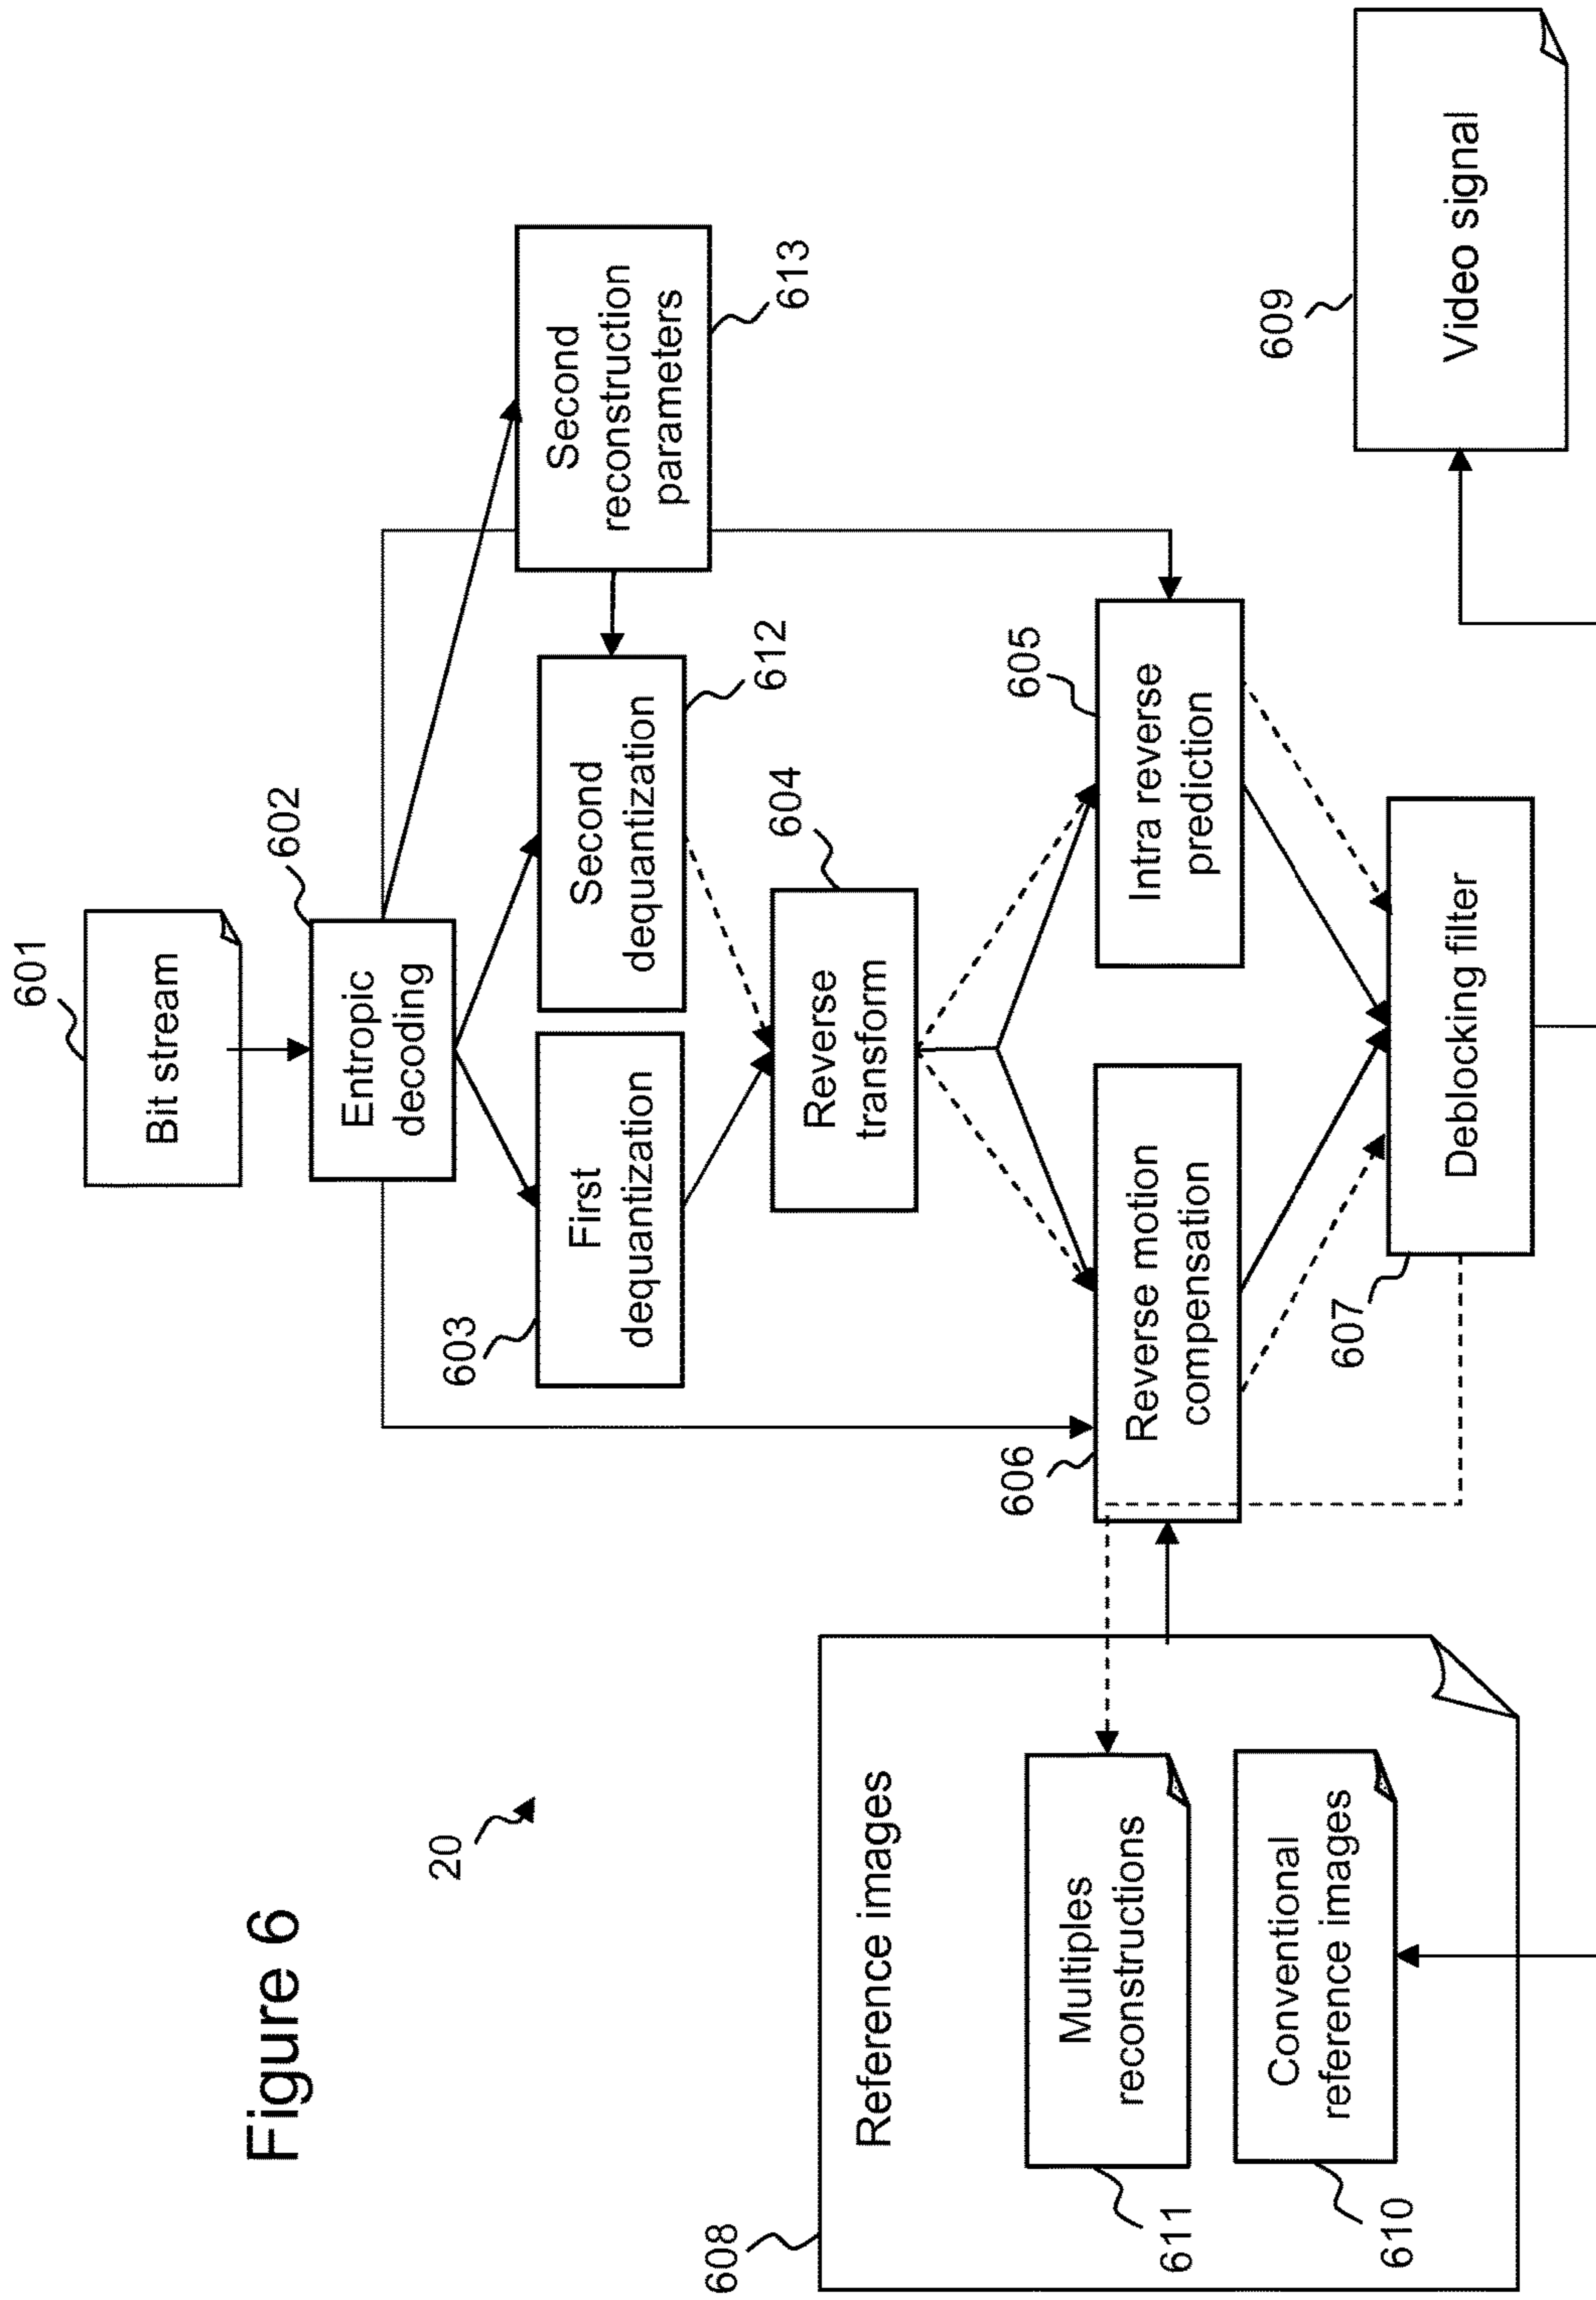 Figure 6
20
601
Bit stream
602
Entropic
decoding
603
First
dequantization
Second
dequantization
612
Second
reconstruction
parameters
613
604
Reverse
transform
606
Reverse motion
compensation
605
Intra reverse
prediction
607
Deblocking filter
608
Reference images
Multiples
reconstructions
611
Conventional
reference images
610
609
Video signal